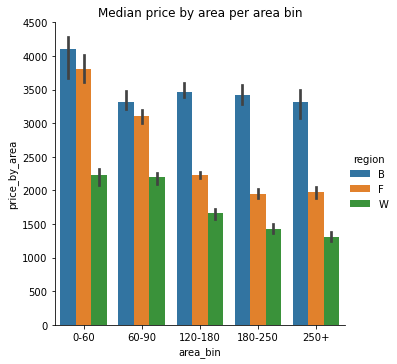 Median price by area per area bin
4500
4000
3500
3000
2500
2000
1500
1000
500
0
price_by_area
0-60
60-90
120-180
180-250
250+
area_bin
region
B
F
W